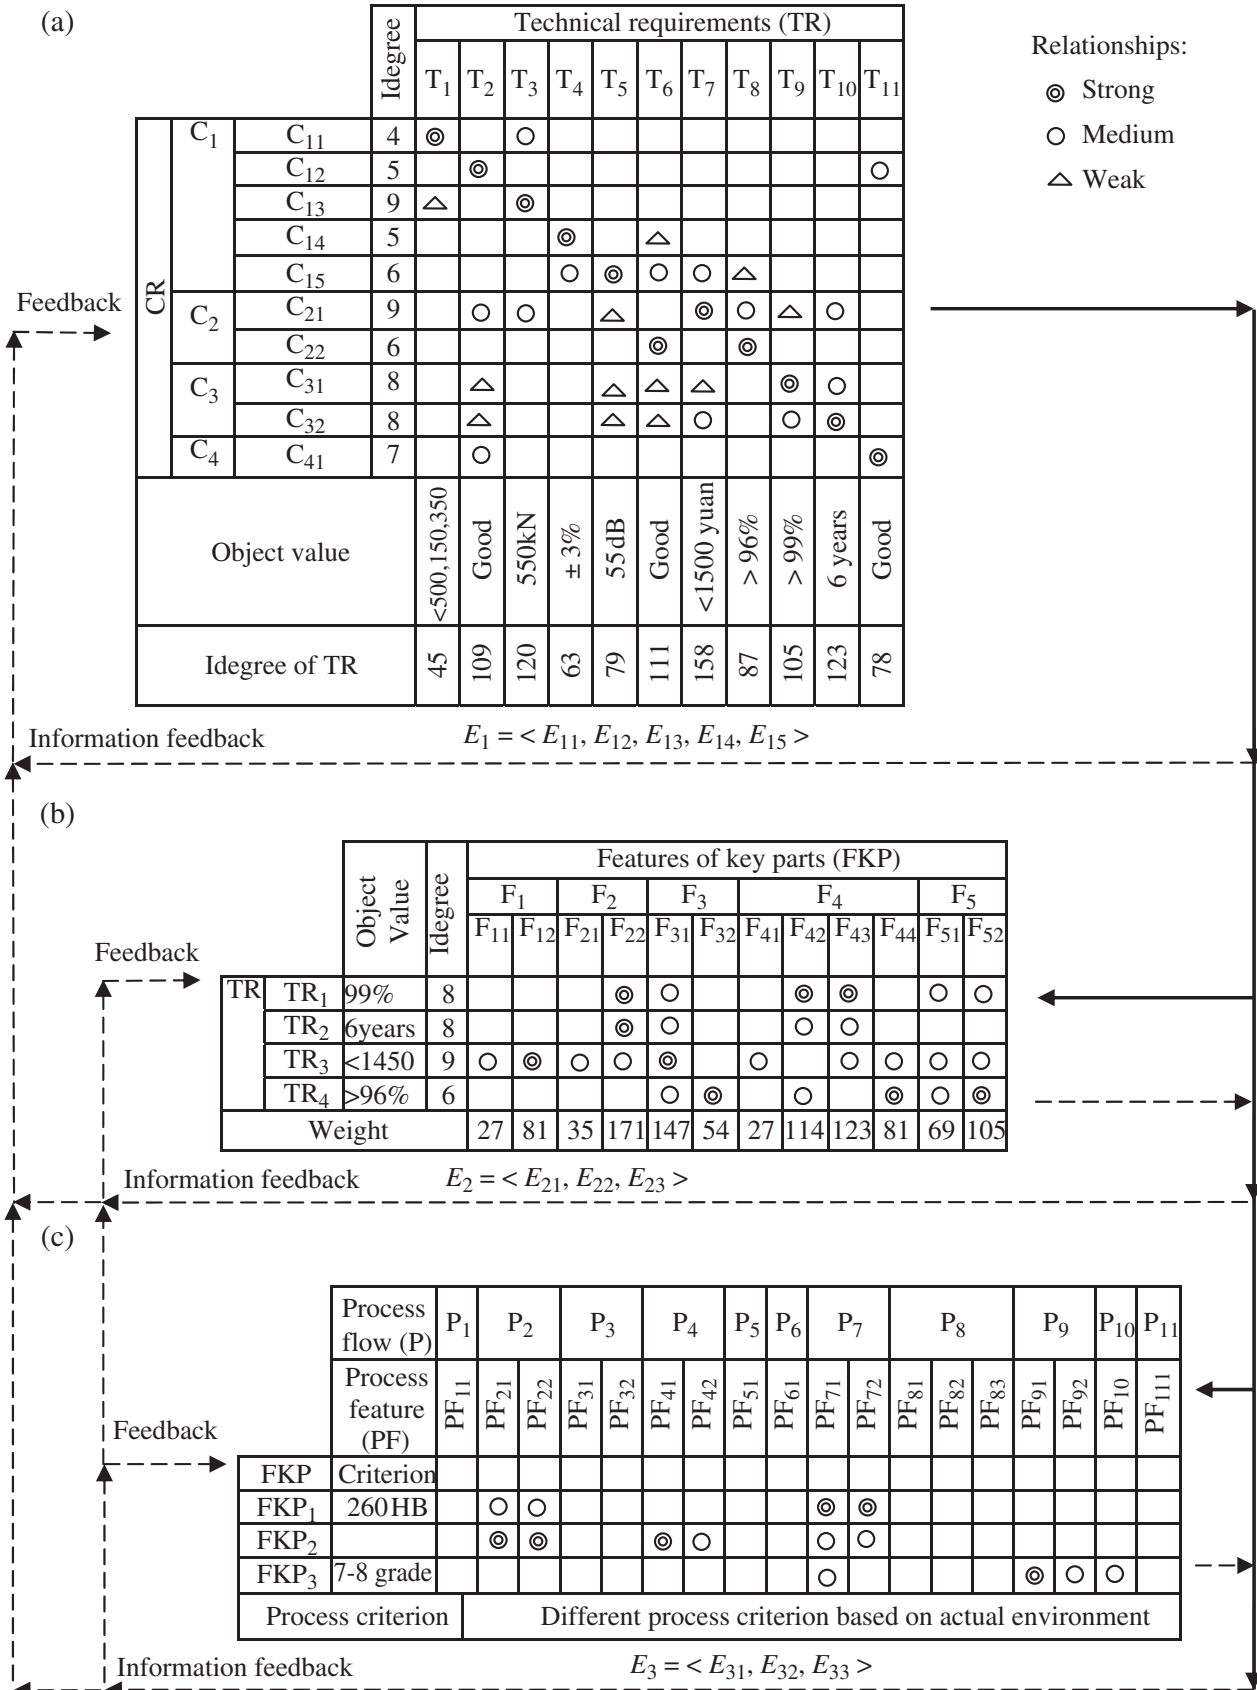 (a)
Idegree
Technical requirements (TR)
T1 T2 T3 T4 T5 T6 T7 T8 T9 T10 T11
Relationships:
◎ Strong
○ Medium
△ Weak
CR
C1 C11 4 ◎ ○
C12 5 ◎ ○
C13 9 △ ◎
C14 5 ◎ △
C15 6 ○ ◎ ○ ○ △
Feedback
C2 C21 9 ○ ○ △ ◎ ○ △ ○
C22 6 ◎ ◎
C3 C31 8 △ △ △ △ ◎ ○
C32 8 △ △ △ ○ ○ ◎
C4 C41 7 ○ ◎
Object value <500,150,350 Good 550kN ±3% 55dB Good <1500 yuan >96% >99% 6 years Good
Idegree of TR 45 109 120 63 79 111 158 87 105 123 78
Information feedback
E1 = < E11, E12, E13, E14, E15 >
(b)
Object Value
Idegree
Features of key parts (FKP)
F1 F2 F3 F4 F5
F11 F12 F21 F22 F31 F32 F41 F42 F43 F44 F51 F52
Feedback
TR TR1 99% 8 ◎ ○ ◎ ◎ ○ ○
TR2 6years 8 ◎ ○ ○ ○
TR3 <1450 9 ○ ◎ ○ ○ ◎ ○ ○ ○ ○ ○
TR4 >96% 6 ○ ◎ ○ ◎ ○ ◎
Weight 27 81 35 171 147 54 27 114 123 81 69 105
Information feedback
E2 = < E21, E22, E23 >
(c)
Process flow (P) P1 P2 P3 P4 P5 P6 P7 P8 P9 P10 P11
Process feature (PF) PF11 PF21 PF22 PF31 PF32 PF41 PF42 PF51 PF61 PF71 PF72 PF81 PF82 PF83 PF91 PF92 PF10 PF111
Feedback
FKP Criterion
FKP1 260HB ○ ○ ◎ ◎
FKP2 ◎ ◎ ◎ ○ ○ ○
FKP3 7-8 grade ○ ◎ ○ ○
Process criterion Different process criterion based on actual environment
Information feedback
E3 = < E31, E32, E33 >